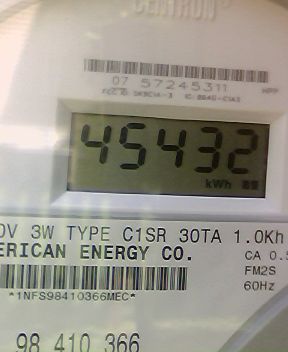 CENTRON
07 57245311
45432
kWh
3W TYPE C1SR 30TA 1.0Kh
ERICAN ENERGY CO.
CA 0.5
FM2S
60Hz
*1NFS98410366MEC*
98 410 366